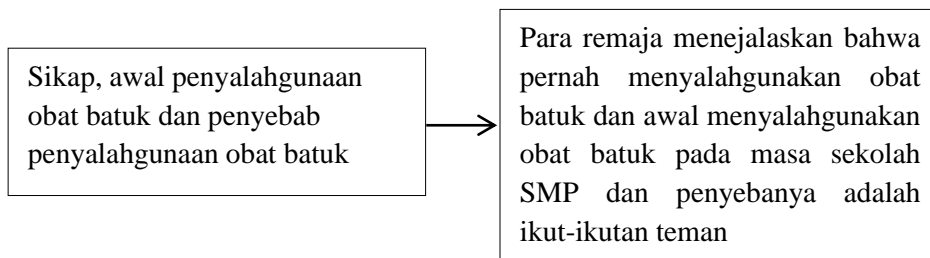 Sikap, awal penyalahgunaan
obat batuk dan penyebab
penyalahgunaan obat batuk
Para remaja menejalaskan bahwa
pernah menyalahgunakan obat
batuk dan awal menyalahgunakan
obat batuk pada masa sekolah
SMP dan penyebanya adalah
ikut-ikutan teman